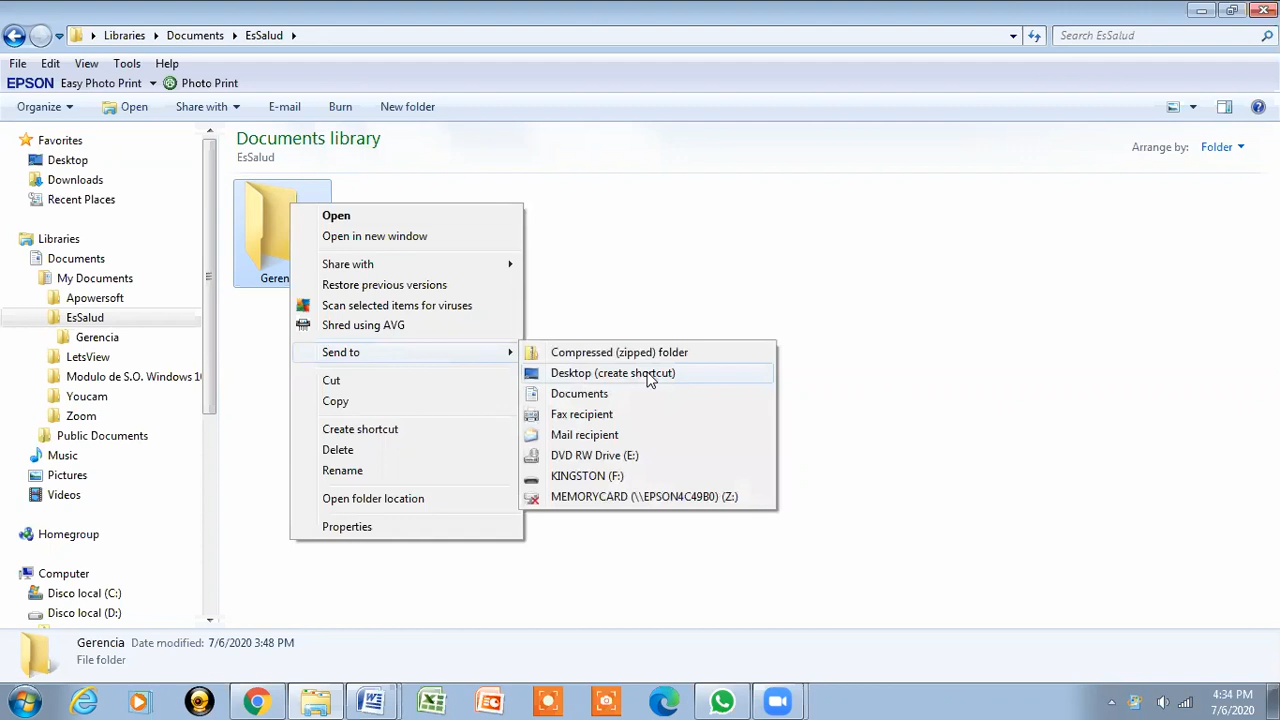 Libraries Documents EsSalud
Search EsSalud
File Edit View Tools Help
EPSON Easy Photo Print Photo Print
Organize Open Share with E-mail Burn New folder
Favorites
Desktop
Downloads
Recent Places
Libraries
Documents
My Documents
Apowersoft
EsSalud
Gerencia
LetsView
Modulo de S.O. Windows 10
Youcam
Zoom
Public Documents
Music
Pictures
Videos
Homegroup
Computer
Disco local (C:)
Disco local (D:)
Documents library
EsSalud
Arrange by: Folder
Geren
Open
Open in new window
Share with
Restore previous versions
Scan selected items for viruses
Shred using AVG
Send to
Cut
Copy
Create shortcut
Delete
Rename
Open folder location
Properties
Compressed (zipped) folder
Desktop (create shortcut)
Documents
Fax recipient
Mail recipient
DVD RW Drive (E:)
KINGSTON (F:)
MEMORYCARD (\\EPSON4C49B0) (Z:)
Gerencia Date modified: 7/6/2020 3:48 PM
File folder
4:34 PM
7/6/2020